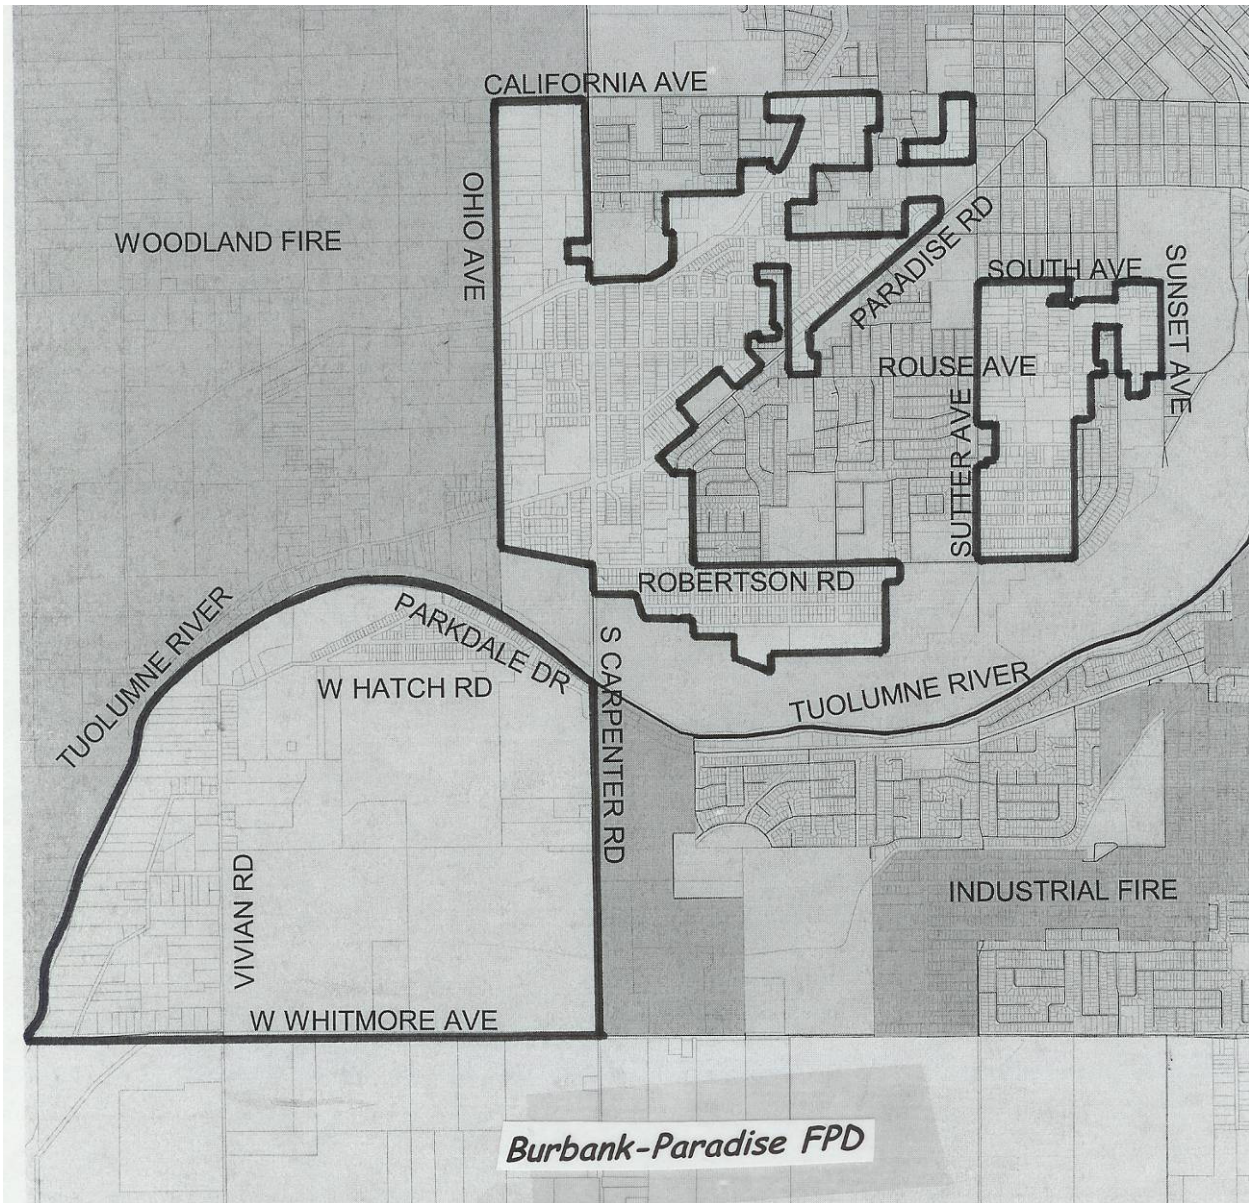 CALIFORNIA AVE
OHIO AVE
WOODLAND FIRE
PARADISE RD
SOUTH AVE
SUNSET AVE
ROUSE AVE
SUTTER AVE
ROBERTSON RD
TUOLUMNE RIVER
PARKDALE DR
W HATCH RD
S CARPENTER RD
TUOLUMNE RIVER
VIVIAN RD
INDUSTRIAL FIRE
W WHITMORE AVE
Burbank-Paradise FPD